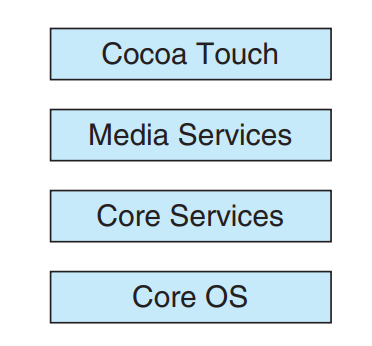 Cocoa Touch
Media Services
Core Services
Core OS